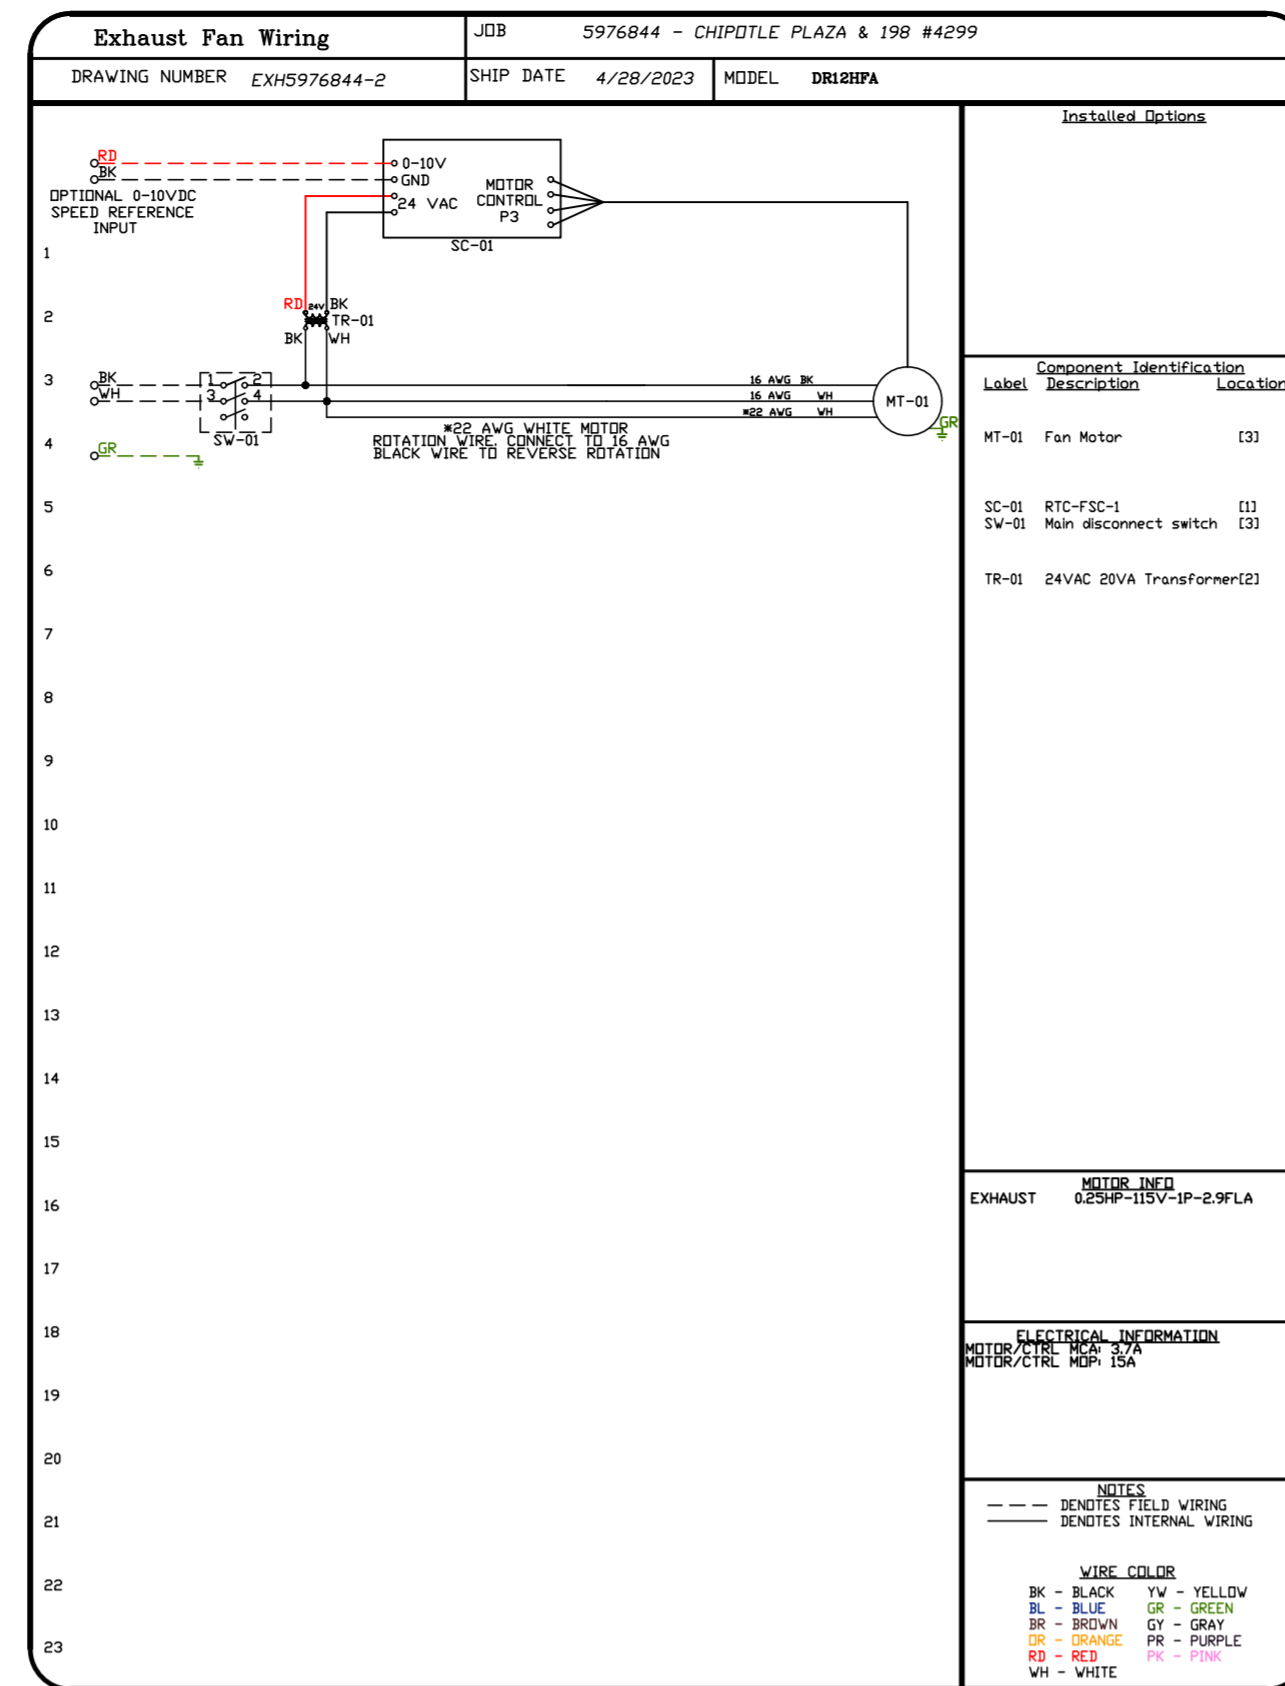 Exhaust Fan Wiring
JOB 5976844 - CHIPOTLE PLAZA & 198 #4299
DRAWING NUMBER EXH5976844-2
SHIP DATE 4/28/2023
MODEL DR12HFA
RD
BK
OPTIONAL 0-10VDC
SPEED REFERENCE
INPUT
0-10V
GND
24 VAC
MOTOR
CONTROL
P3
SC-01
RD 24V BK
TR-01
BK WH
BK
WH
1 2
3 4
SW-01
GR
16 AWG BK
16 AWG WH
*22 AWG WH
MT-01
GR
*22 AWG WHITE MOTOR
ROTATION WIRE. CONNECT TO 16 AWG
BLACK WIRE TO REVERSE ROTATION
1
2
3
4
5
6
7
8
9
10
11
12
13
14
15
16
17
18
19
20
21
22
23
Installed Options
Component Identification
Label Description Location
MT-01 Fan Motor [3]
SC-01 RTC-FSC-1 [1]
SW-01 Main disconnect switch [3]
TR-01 24VAC 20VA Transformer[2]
MOTOR INFO
EXHAUST 0.25HP-115V-1P-2.9FLA
ELECTRICAL INFORMATION
MOTOR/CTRL MCA: 3.7A
MOTOR/CTRL MOP: 15A
NOTES
DENOTES FIELD WIRING
DENOTES INTERNAL WIRING
WIRE COLOR
BK - BLACK YW - YELLOW
BL - BLUE GR - GREEN
BR - BROWN GY - GRAY
OR - ORANGE PR - PURPLE
RD - RED PK - PINK
WH - WHITE